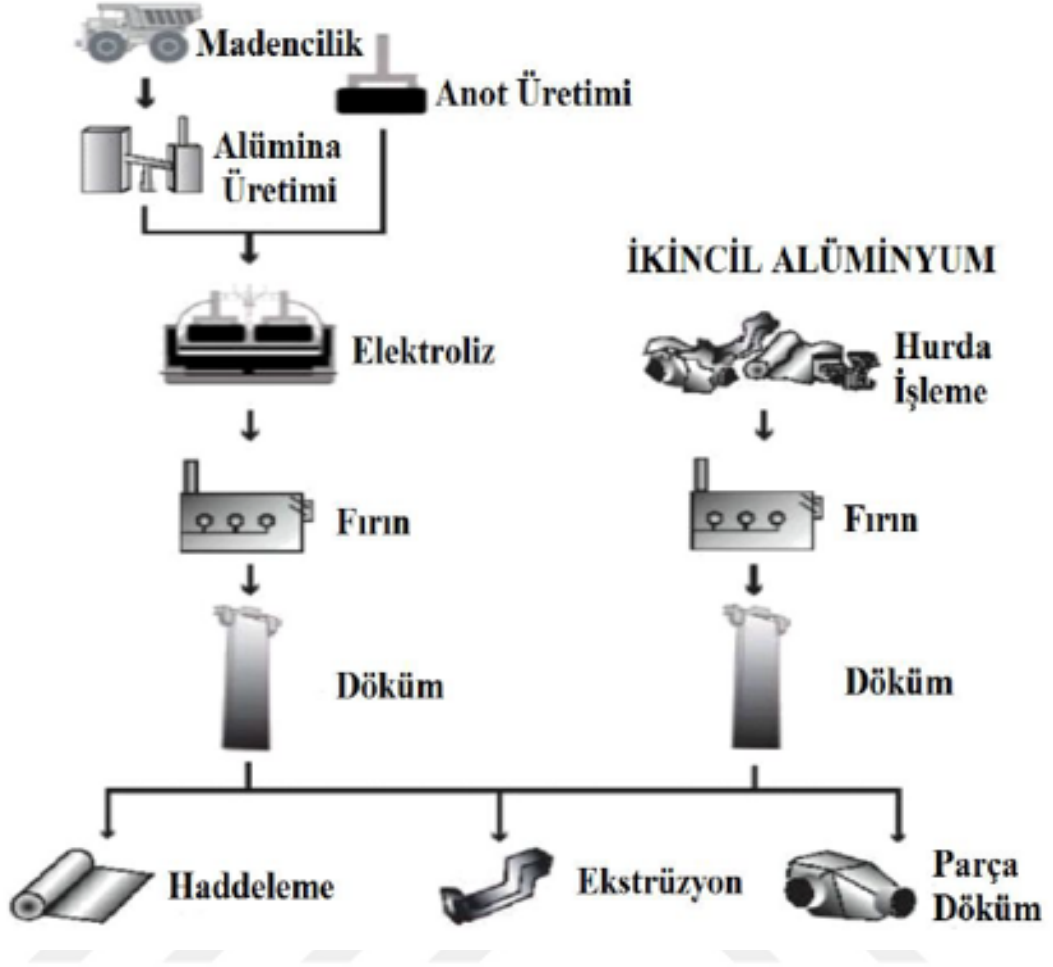 Madencilik
Anot Üretimi
Alümina
Üretimi
İKİNCİL ALÜMİNYUM
Elektroliz
Hurda
İşleme
Fırın
Fırın
Döküm
Döküm
Haddeleme
Ekstrüzyon
Parça
Döküm